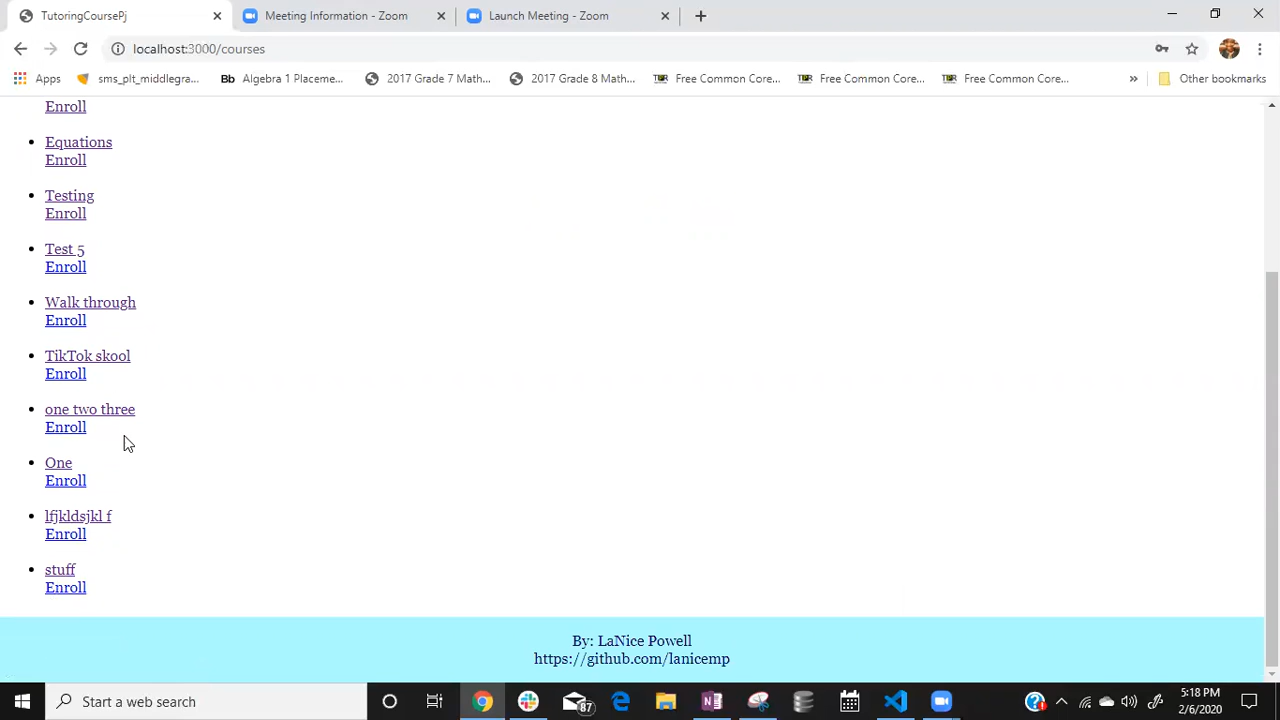 TutoringCoursePj
Meeting Information - Zoom
Launch Meeting - Zoom
localhost:3000/courses
Apps
sms_plt_middlegra...
Bb Algebra 1 Placeme...
2017 Grade 7 Math...
2017 Grade 8 Math...
Free Common Core...
Free Common Core...
Free Common Core...
Other bookmarks
Enroll
Equations
Enroll
Testing
Enroll
Test 5
Enroll
Walk through
Enroll
TikTok skool
Enroll
one two three
Enroll
One
Enroll
lfjkldsjkl f
Enroll
stuff
Enroll
By: LaNice Powell
https://github.com/lanicemp
Start a web search
87
5:18 PM
2/6/2020